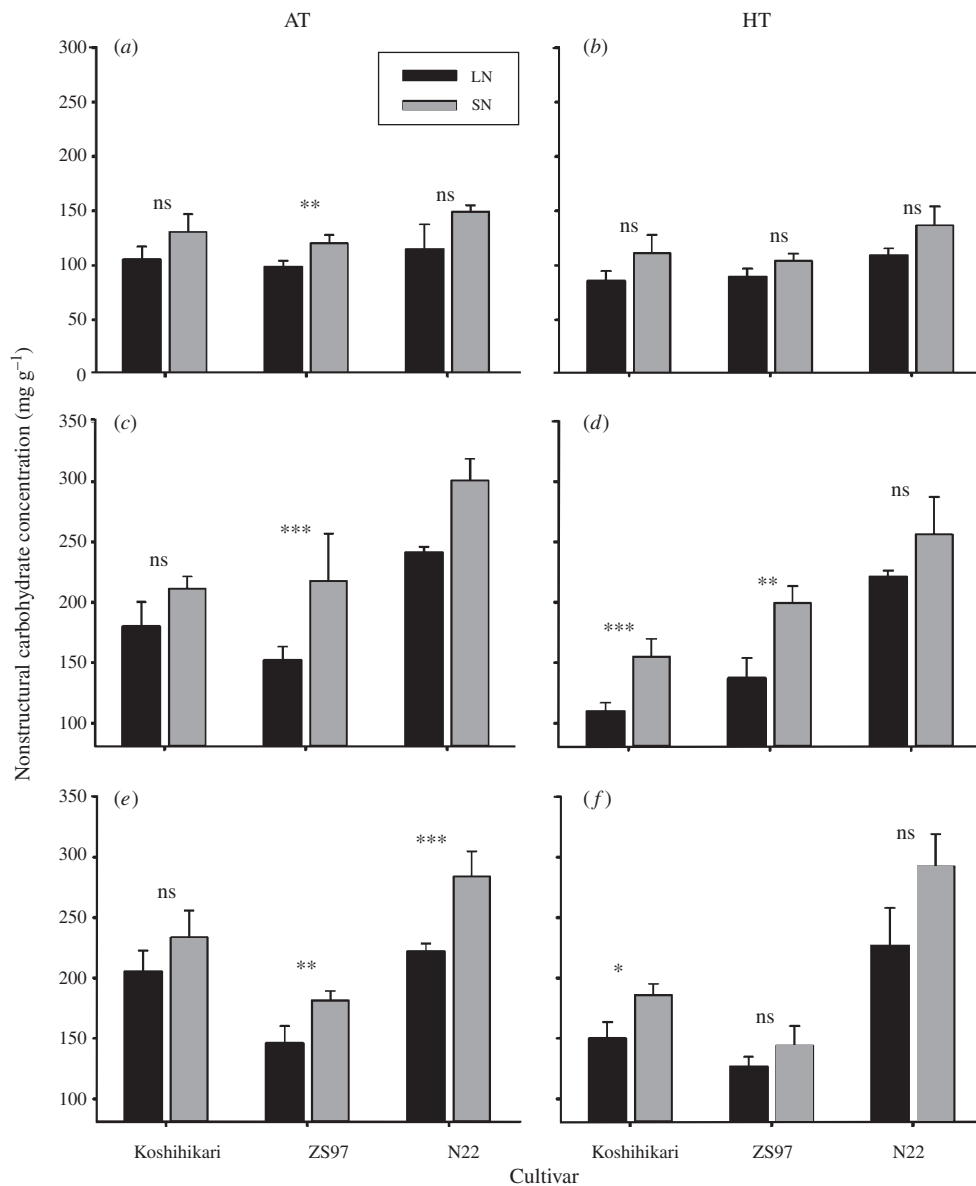 AT
HT
(a)
(b)
LN
SN
300
250
200
150
100
50
0
ns
**
ns
ns
ns
ns
Nonstructural carbohydrate concentration (mg g⁻¹)
(c)
(d)
350
300
250
200
150
100
ns
***
***
**
ns
(e)
(f)
350
300
250
200
150
100
ns
**
***
*
ns
ns
Koshihikari
ZS97
N22
Koshihikari
ZS97
N22
Cultivar